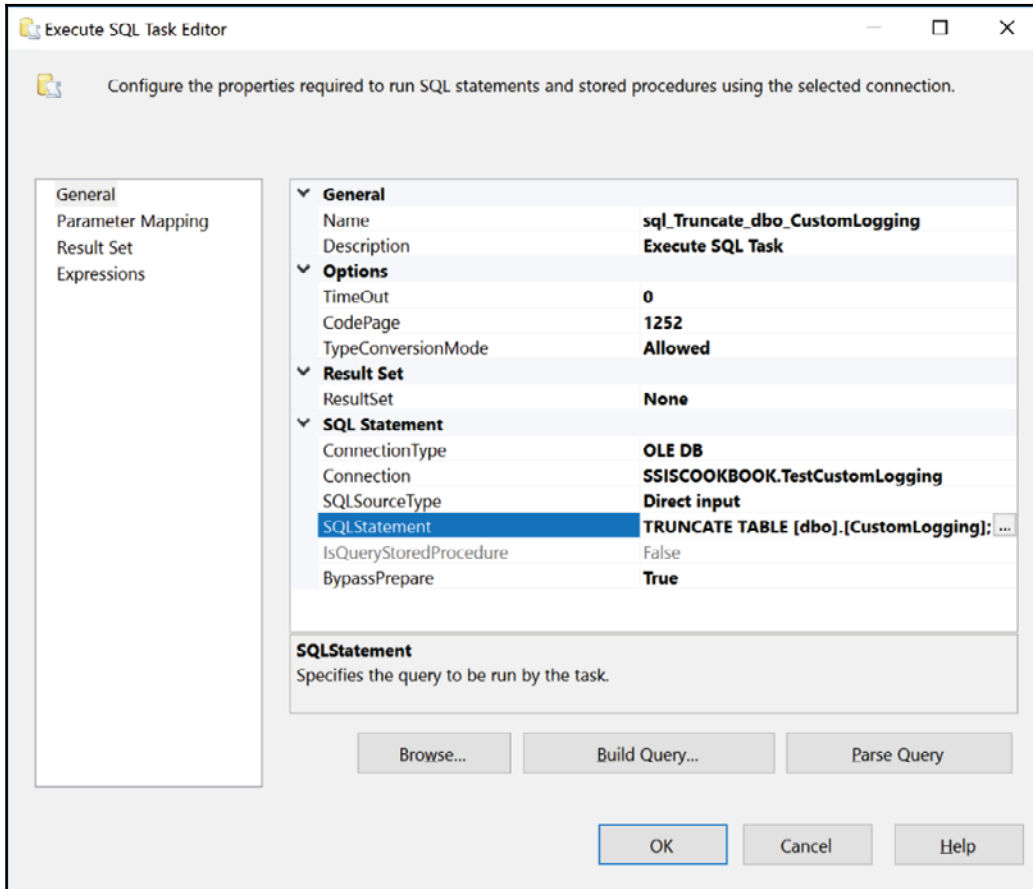 Execute SQL Task Editor
Configure the properties required to run SQL statements and stored procedures using the selected connection.
General
Parameter Mapping
Result Set
Expressions
General
Name sql_Truncate_dbo_CustomLogging
Description Execute SQL Task
Options
TimeOut 0
CodePage 1252
TypeConversionMode Allowed
Result Set
ResultSet None
SQL Statement
ConnectionType OLE DB
Connection SSISCOOKBOOK.TestCustomLogging
SQLSourceType Direct input
SQLStatement TRUNCATE TABLE [dbo].[CustomLogging]; ...
IsQueryStoredProcedure False
BypassPrepare True
SQLStatement
Specifies the query to be run by the task.
Browse... Build Query... Parse Query
OK Cancel Help